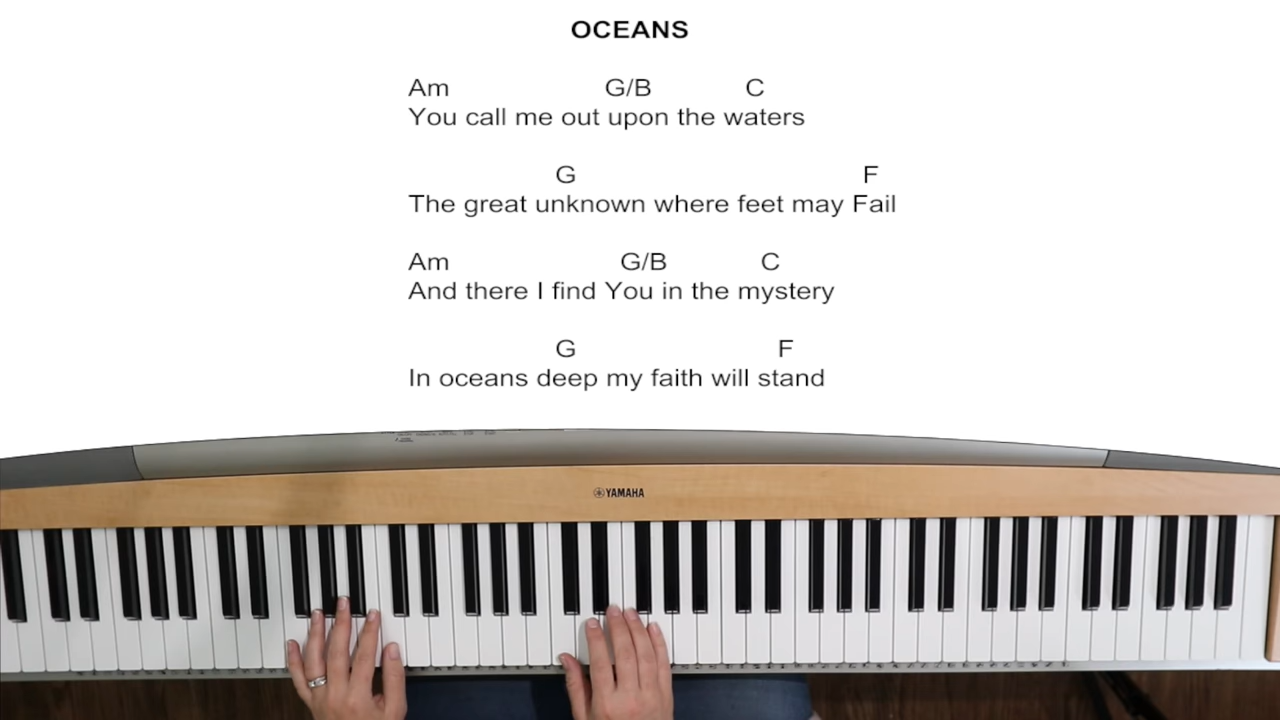 OCEANS
Am G/B C
You call me out upon the waters
G F
The great unknown where feet may Fail
Am G/B C
And there I find You in the mystery
G F
In oceans deep my faith will stand
YAMAHA